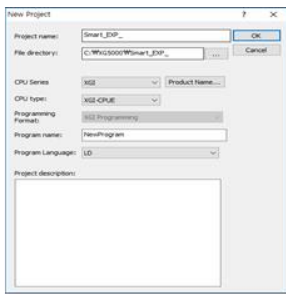 New Project ? ×
Project name: Smart_EXP_ OK
File directory: C:₩XG5000₩Smart_EXP_ ... Cancel
CPU Series XGI Product Name...
CPU type: XGI-CPUE
Programming
Format: XGI Programming
Program name: NewProgram
Program Language: LD
Project description: